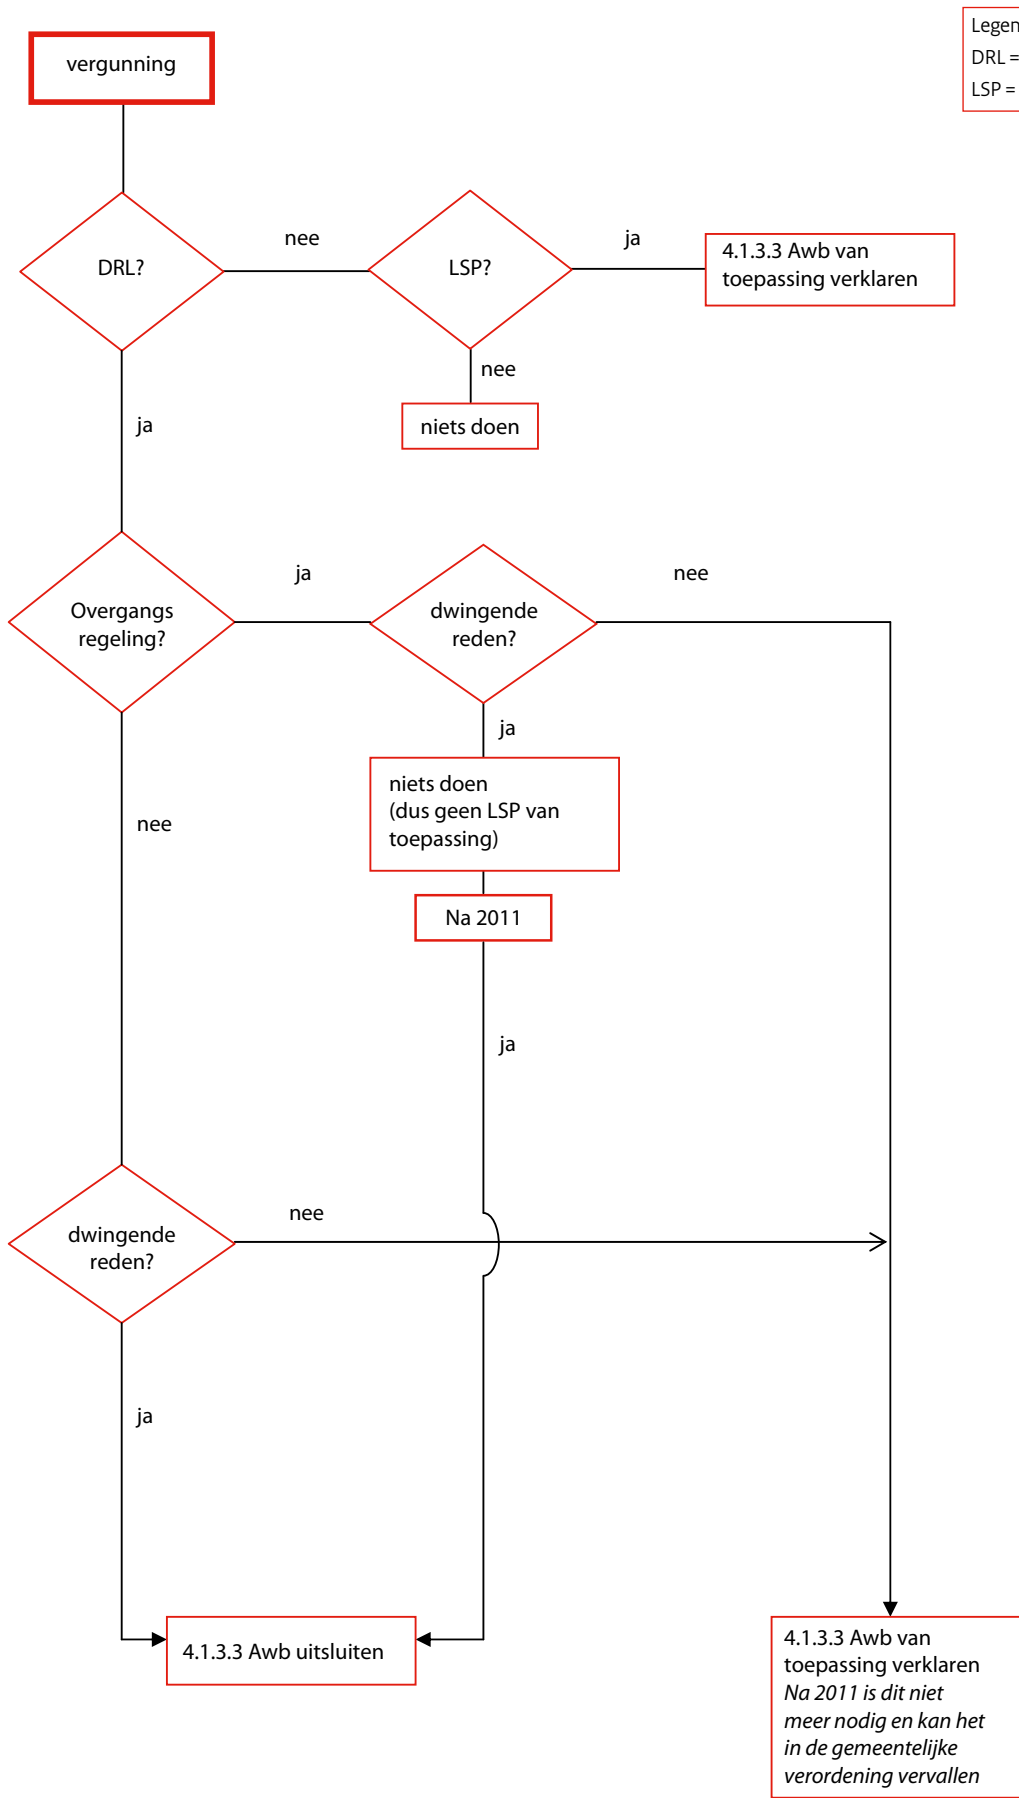 Legen
DRL =
LSP =
vergunning
DRL?
nee
LSP?
ja
4.1.3.3 Awb van
toepassing verklaren
nee
niets doen
ja
Overgangs
regeling?
ja
dwingende
reden?
nee
ja
niets doen
(dus geen LSP van
toepassing)
nee
Na 2011
ja
dwingende
reden?
nee
ja
4.1.3.3 Awb uitsluiten
4.1.3.3 Awb van
toepassing verklaren
Na 2011 is dit niet
meer nodig en kan het
in de gemeentelijke
verordening vervallen